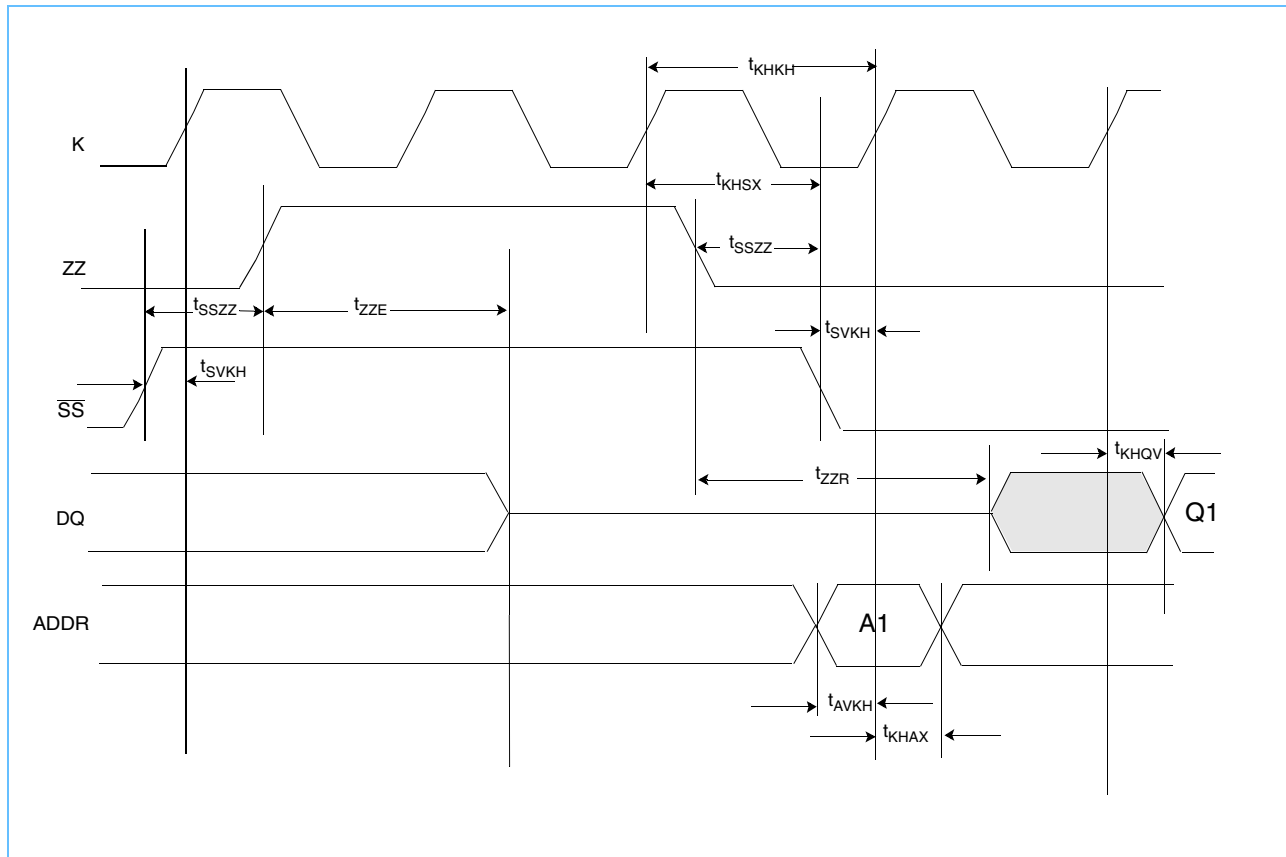 tKHKH
K
tKHSX
tSSZZ
ZZ
tSSZZ
tZZE
tSVKH
tSVKH
SS
tKHQV
tZZR
DQ
Q1
ADDR
A1
tAVKH
tKHAX